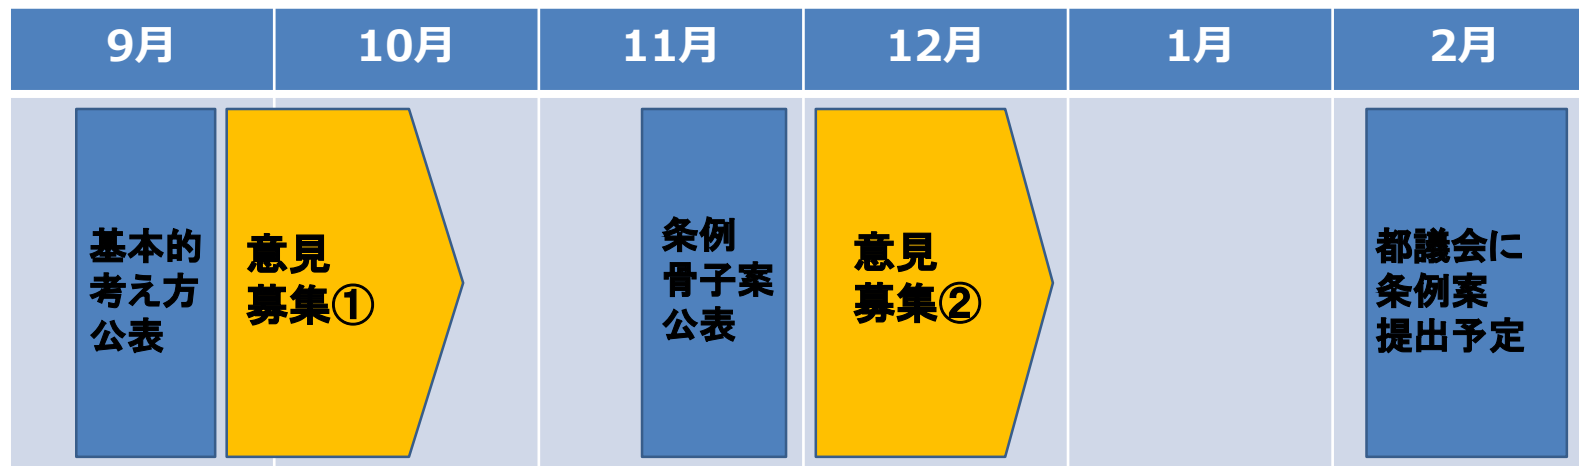 9月
10月
11月
12月
1月
2月
基本的
考え方
公表
意見
募集①
条例
骨子案
公表
意見
募集②
都議会に
条例案
提出予定